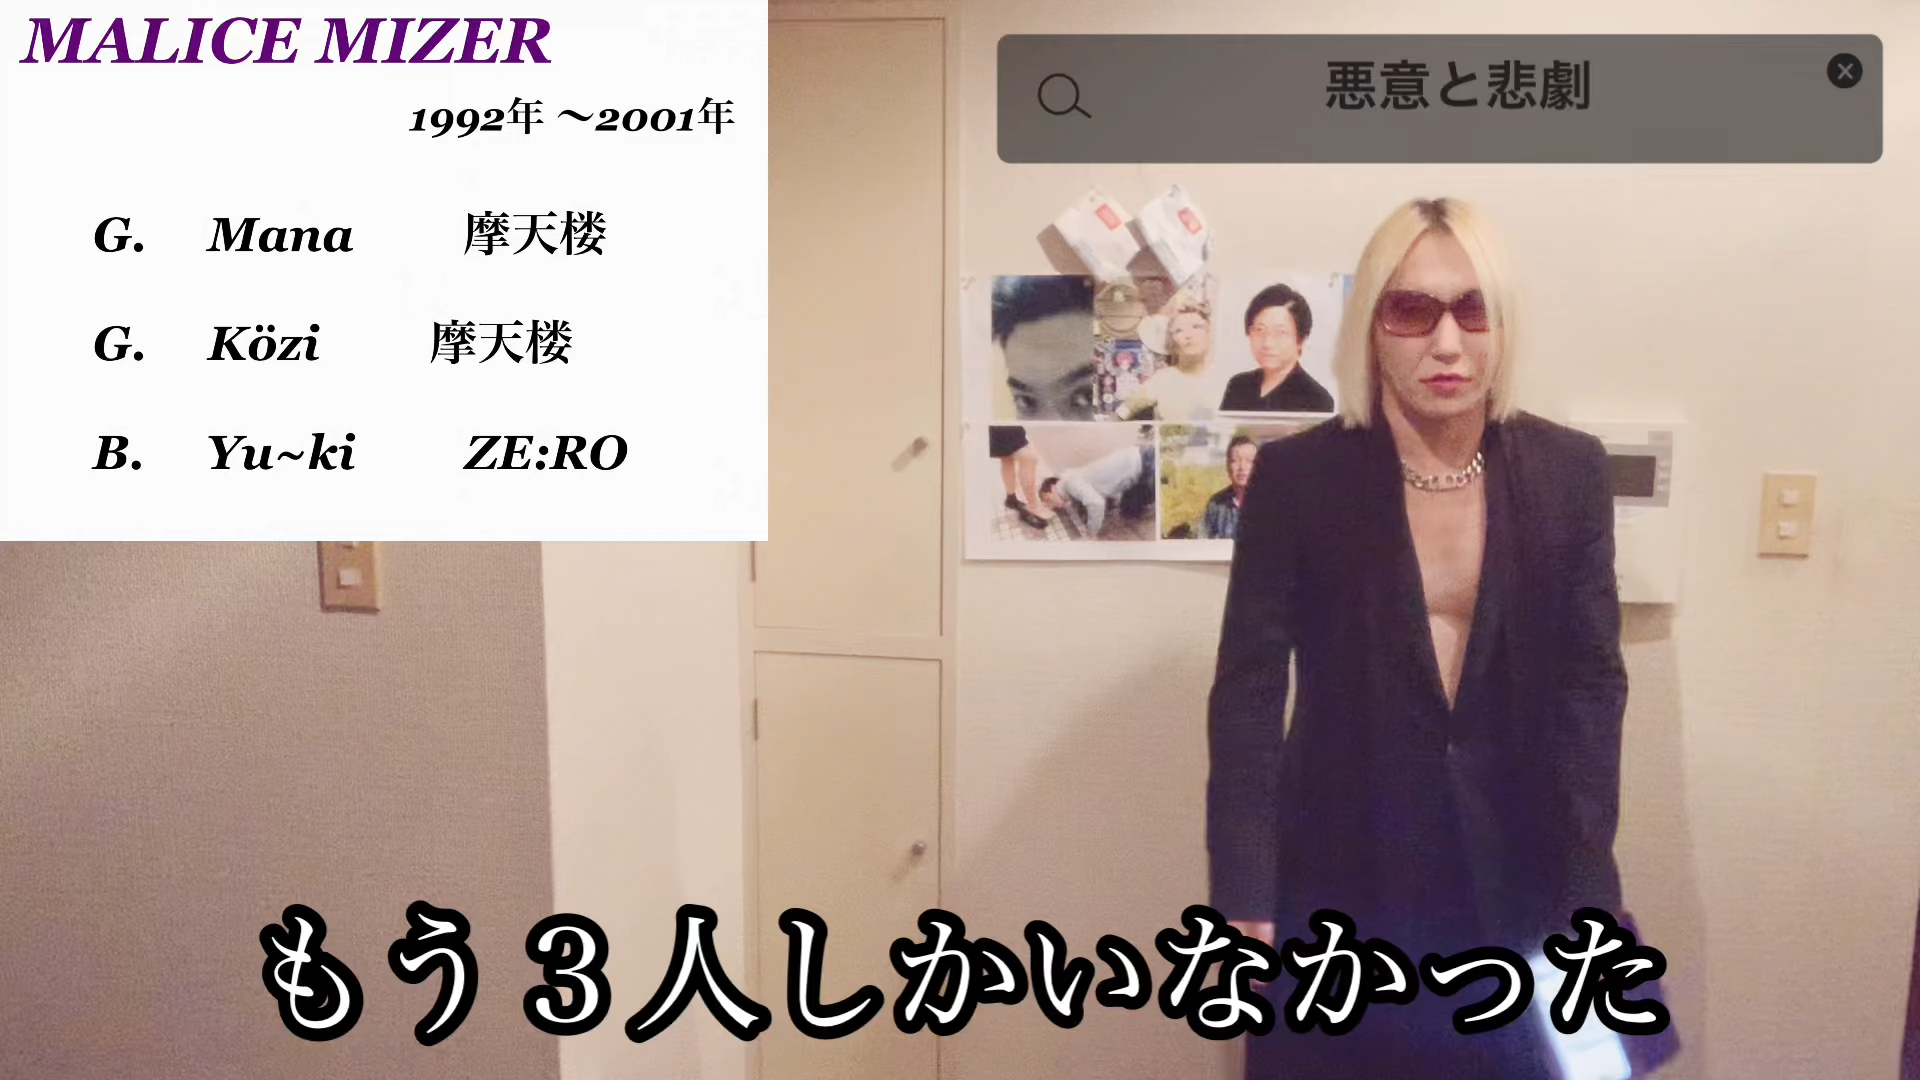 MALICE MIZER
1992年 〜2001年
G. Mana 摩天楼
G. Közi 摩天楼
B. Yu~ki ZE:RO
悪意と悲劇
もう３人しかいなかった